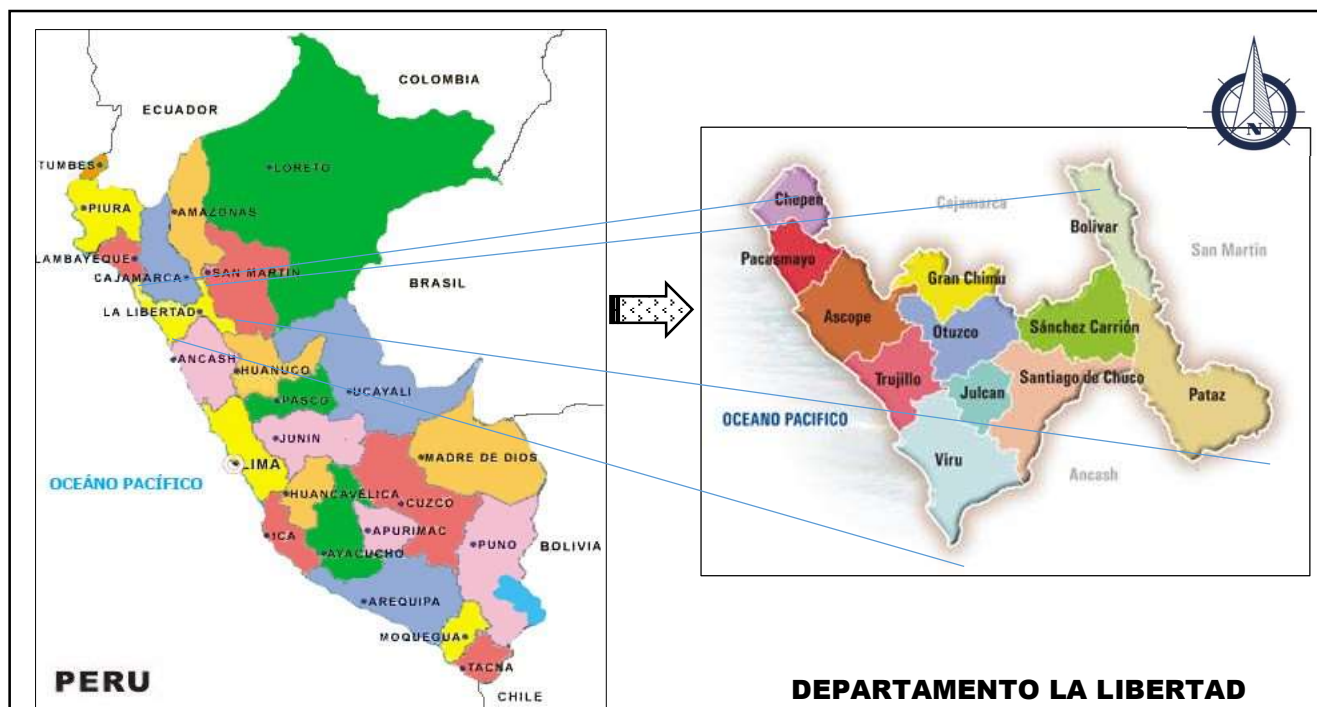 COLOMBIA
ECUADOR
TUMBES
LORETO
PIURA
AMAZONAS
LAMBAYEQUE
SAN MARTIN
CAJAMARCA
BRASIL
LA LIBERTAD
ANCASH
HUANUCO
UCAYALI
PASCO
JUNIN
MADRE DE DIOS
LIMA
OCEÁNO PACÍFICO
HUANCAVELICA
CUZCO
ICA
APURIMAC
AYACUCHO
PUNO
BOLIVIA
AREQUIPA
MOQUEGUA
TACNA
PERU
CHILE
N
Chepen
Cajamarca
Bolivar
San Martin
Pacasmayo
Gran Chimu
Ascope
Otuzco
Sánchez Carrión
Trujillo
Julcan
Santiago de Chuco
Pataz
OCEANO PACIFICO
Viru
Ancash
DEPARTAMENTO LA LIBERTAD